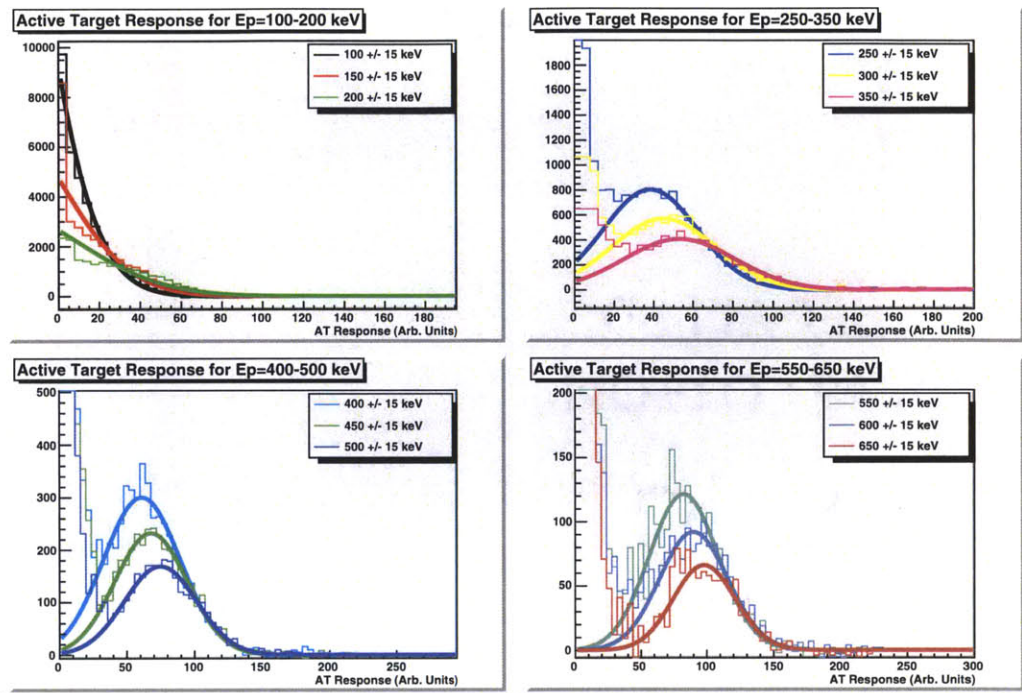 Active Target Response for Ep=100-200 keV
10000
8000
6000
4000
2000
0
100 +/- 15 keV
150 +/- 15 keV
200 +/- 15 keV
0 20 40 60 80 100 120 140 160 180
AT Response (Arb. Units)
Active Target Response for Ep=250-350 keV
1800
1600
1400
1200
1000
800
600
400
200
0
250 +/- 15 keV
300 +/- 15 keV
350 +/- 15 keV
0 20 40 60 80 100 120 140 160 180 200
AT Response (Arb. Units)
Active Target Response for Ep=400-500 keV
500
400
300
200
100
0
400 +/- 15 keV
450 +/- 15 keV
500 +/- 15 keV
0 50 100 150 200 250
AT Response (Arb. Units)
Active Target Response for Ep=550-650 keV
200
150
100
50
0
550 +/- 15 keV
600 +/- 15 keV
650 +/- 15 keV
0 50 100 150 200 250 300
AT Response (Arb. Units)